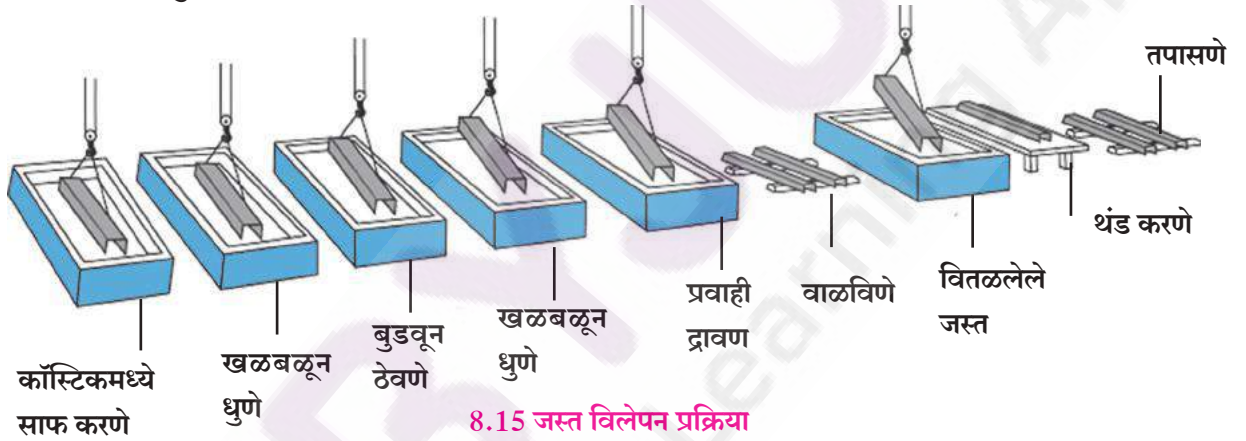 तपासणे
थंड करणे
वितळलेले
जस्त
वाळविणे
प्रवाही
द्रावण
खळबळून
धुणे
बुडवून
ठेवणे
खळबळून
धुणे
कॉस्टिकमध्ये
साफ करणे
8.15 जस्त विलेपन प्रक्रिया